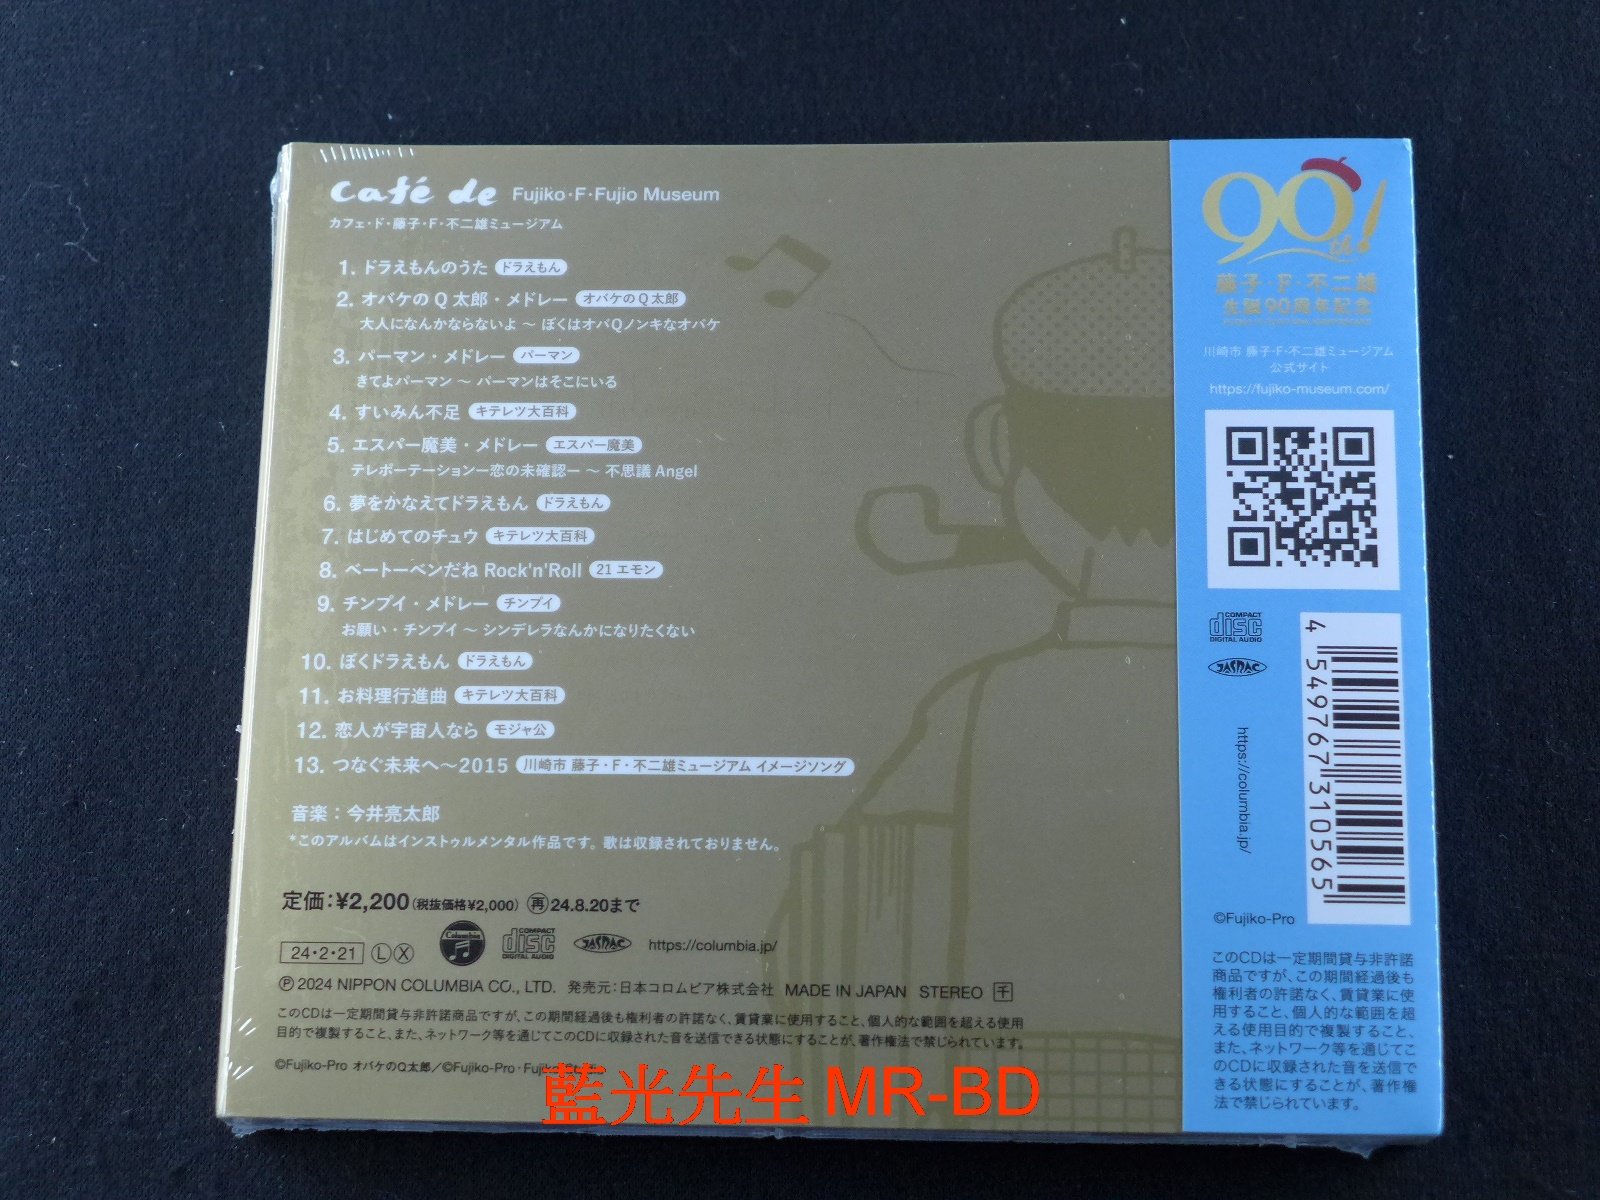 Café de Fujiko・F・Fujio Museum
カフェ・ド・藤子・F・不二雄ミュージアム
1. ドラえもんのうた ドラえもん
2. オバケのQ太郎・メドレー オバケのQ太郎
大人になんかならないよ ～ ぼくはオバQノンキなオバケ
3. パーマン・メドレー パーマン
きてよパーマン ～ パーマンはそこにいる
4. すいみん不足 キテレツ大百科
5. エスパー魔美・メドレー エスパー魔美
テレポーテーションー恋の未確認ー ～ 不思議 Angel
6. 夢をかなえてドラえもん ドラえもん
7. はじめてのチュウ キテレツ大百科
8. ベートーベンだね Rock'n'Roll 21エモン
9. チンプイ・メドレー チンプイ
お願い・チンプイ ～ シンデレラなんかになりたくない
10. ぼくドラえもん ドラえもん
11. お料理行進曲 キテレツ大百科
12. 恋人が宇宙人なら モジャ公
13. つなぐ未来へ～2015 川崎市 藤子・F・不二雄ミュージアム イメージソング
音楽：今井亮太郎
*このアルバムはインストゥルメンタル作品です。歌は収録されておりません。
定価：¥2,200(税抜価格¥2,000) 再24.8.20まで
24・2・21 Ⓛ Ⓧ Columbia COMPACT disc DIGITAL AUDIO JASRAC https://columbia.jp/
℗2024 NIPPON COLUMBIA CO., LTD. 発売元：日本コロムビア株式会社 MADE IN JAPAN STEREO 千
このCDは一定期間貸与非許諾商品ですが、この期間経過後も権利者の許諾なく、賃貸業に使用すること、個人的な範囲を超える使用
目的で複製すること、また、ネットワーク等を通じてこのCDに収録された音を送信できる状態にすることが、著作権法で禁じられています。
©Fujiko-Pro オバケのQ太郎／©Fujiko-Pro・
藍光先生 MR-BD
90th!
藤子・F・不二雄
生誕90周年記念
川崎市 藤子・F・不二雄ミュージアム
公式サイト
https://fujiko-museum.com/
COMPACT disc DIGITAL AUDIO
JASRAC
https://columbia.jp/
4 549767 310565
©Fujiko-Pro
このCDは一定期間貸与非許諾
商品ですが、この期間経過後も
権利者の許諾なく、賃貸業に使
用すること、個人的な範囲を超
える使用目的で複製すること、
また、ネットワーク等を通じてこ
のCDに収録された音を送信で
きる状態にすることが、著作権
法で禁じられています。